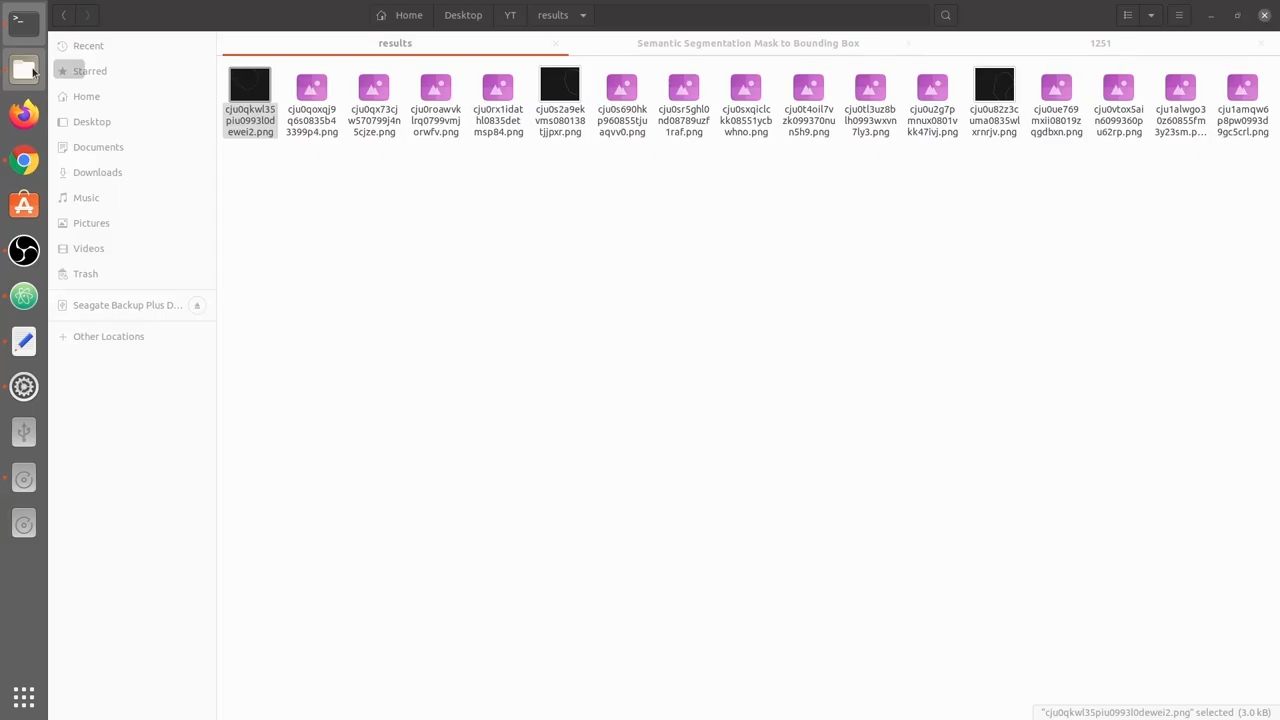 Home Desktop YT results
Recent
Starred
Home
Desktop
Documents
Downloads
Music
Pictures
Videos
Trash
Seagate Backup Plus D...
Other Locations
results Semantic Segmentation Mask to Bounding Box 1251
cju0qkwl35 cju0qoxqj9 cju0qx73cj cju0roawvk cju0rx1idat cju0s2a9ek cju0s690hk cju0sr5ghl0 cju0sxqiclc cju0t4oil7v cju0tl3uz8b cju0u2g7p cju0u82z3c cju0ue769 cju0vtox5ai cju1alwgo3 cju1amqw6
piu0993l0d q6s0835b4 w570799j4n lrq0799vmj hl0835det vms080138 p960855tju nd08789uzf kk08551ycb zk099370nu lh0993wxvn mnux0801v uma0835wl mxii08019z n6099360p 0z60855fm p8pw0993d
ewei2.png 3399p4.png 5cjze.png orwfv.png msp84.png tjjpxr.png aqvv0.png 1raf.png whno.png n5h9.png 7ly3.png kk47ivj.png xrnrjv.png qgdbxn.png u62rp.png 3y23sm.p... 9gc5crl.png
"cju0qkwl35piu0993l0dewei2.png" selected (3.0 kB)